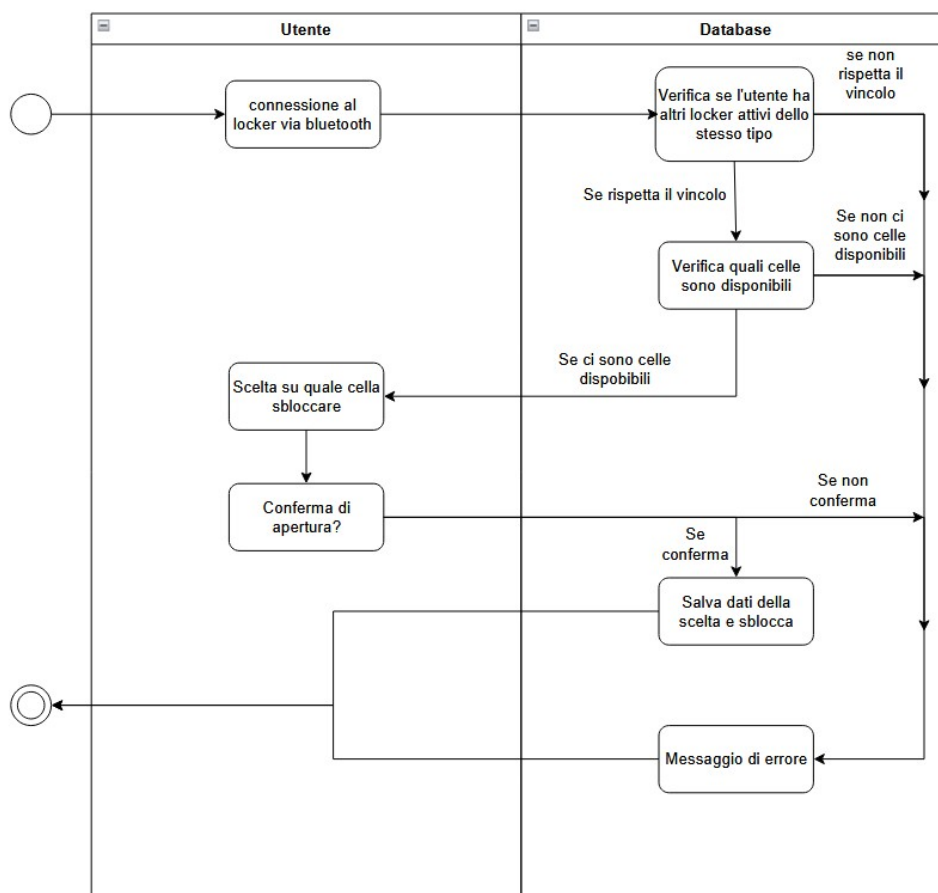 Utente
Database
connessione al
locker via bluetooth
Verifica se l'utente ha
altri locker attivi dello
stesso tipo
se non
rispetta il
vincolo
Se rispetta il vincolo
Verifica quali celle
sono disponibili
Se non ci
sono celle
disponibili
Se ci sono celle
dispobibili
Scelta su quale cella
sbloccare
Conferma di
apertura?
Se non
conferma
Se
conferma
Salva dati della
scelta e sblocca
Messaggio di errore